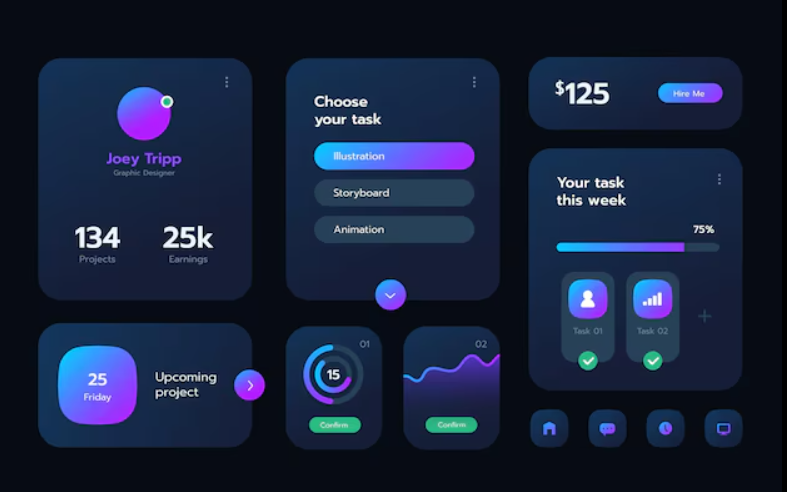 Joey Tripp
Graphic Designer
134
Projects
25k
Earnings
Choose
your task
Illustration
Storyboard
Animation
$125
Hire Me
Your task
this week
75%
Task 01
Task 02
25
Friday
Upcoming
project
01
15
Confirm
02
Confirm